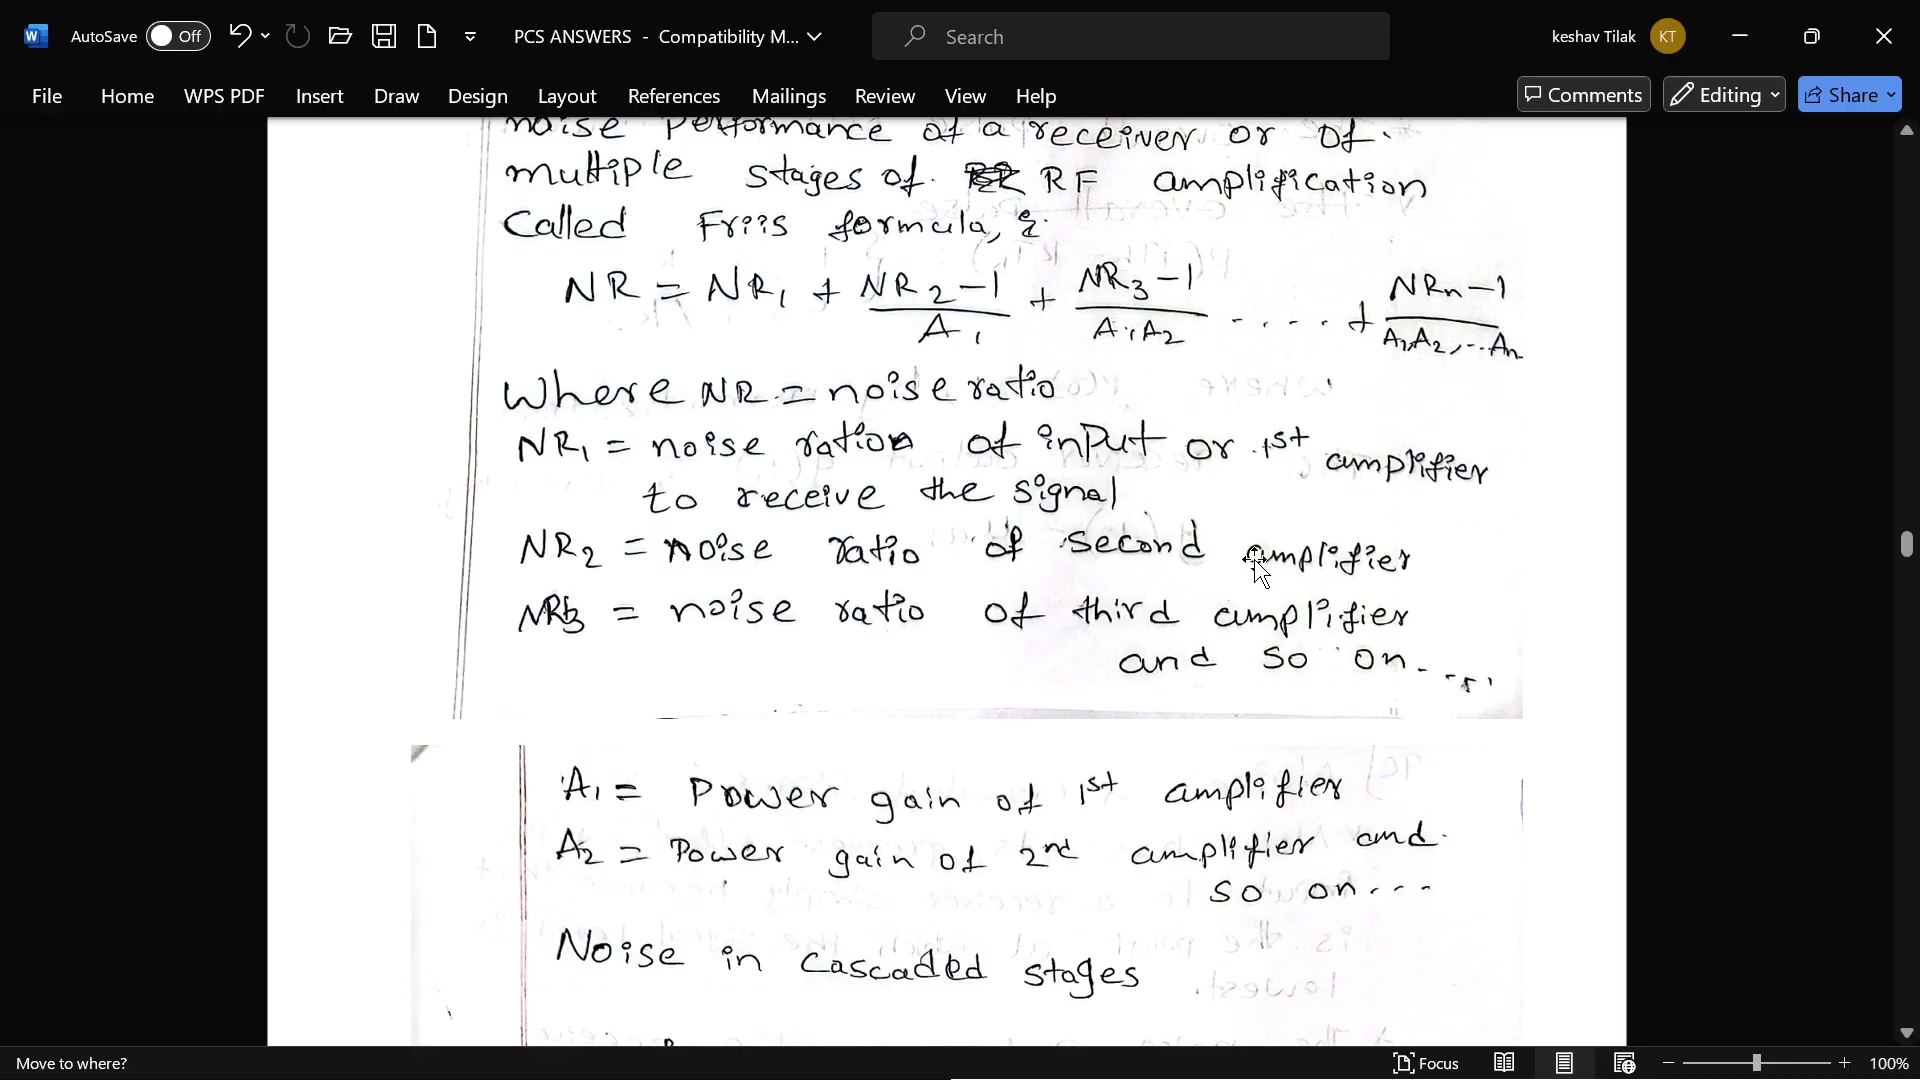 AutoSave Off PCS ANSWERS - Compatibility M... Search keshav Tilak KT
File Home WPS PDF Insert Draw Design Layout References Mailings Review View Help Comments Editing Share
noise performance of a receiver or of
multiple stages of RF amplification
Called Friis formula, is
NR = NR₁ + (NR₂-1)/A₁ + (NR₃-1)/(A₁A₂) ..... + (NRn-1)/(A₁,A₂,...An
Where NR = noise ratio
NR₁ = noise ratio of input or 1st amplifier
to receive the signal
NR₂ = noise ratio of second amplifier
NR₃ = noise ratio of third amplifier
and so on....
A₁ = Power gain of 1st amplifier
A₂ = Power gain of 2nd amplifier and
so on...
Noise in Cascaded stages
Move to where? Focus 100%